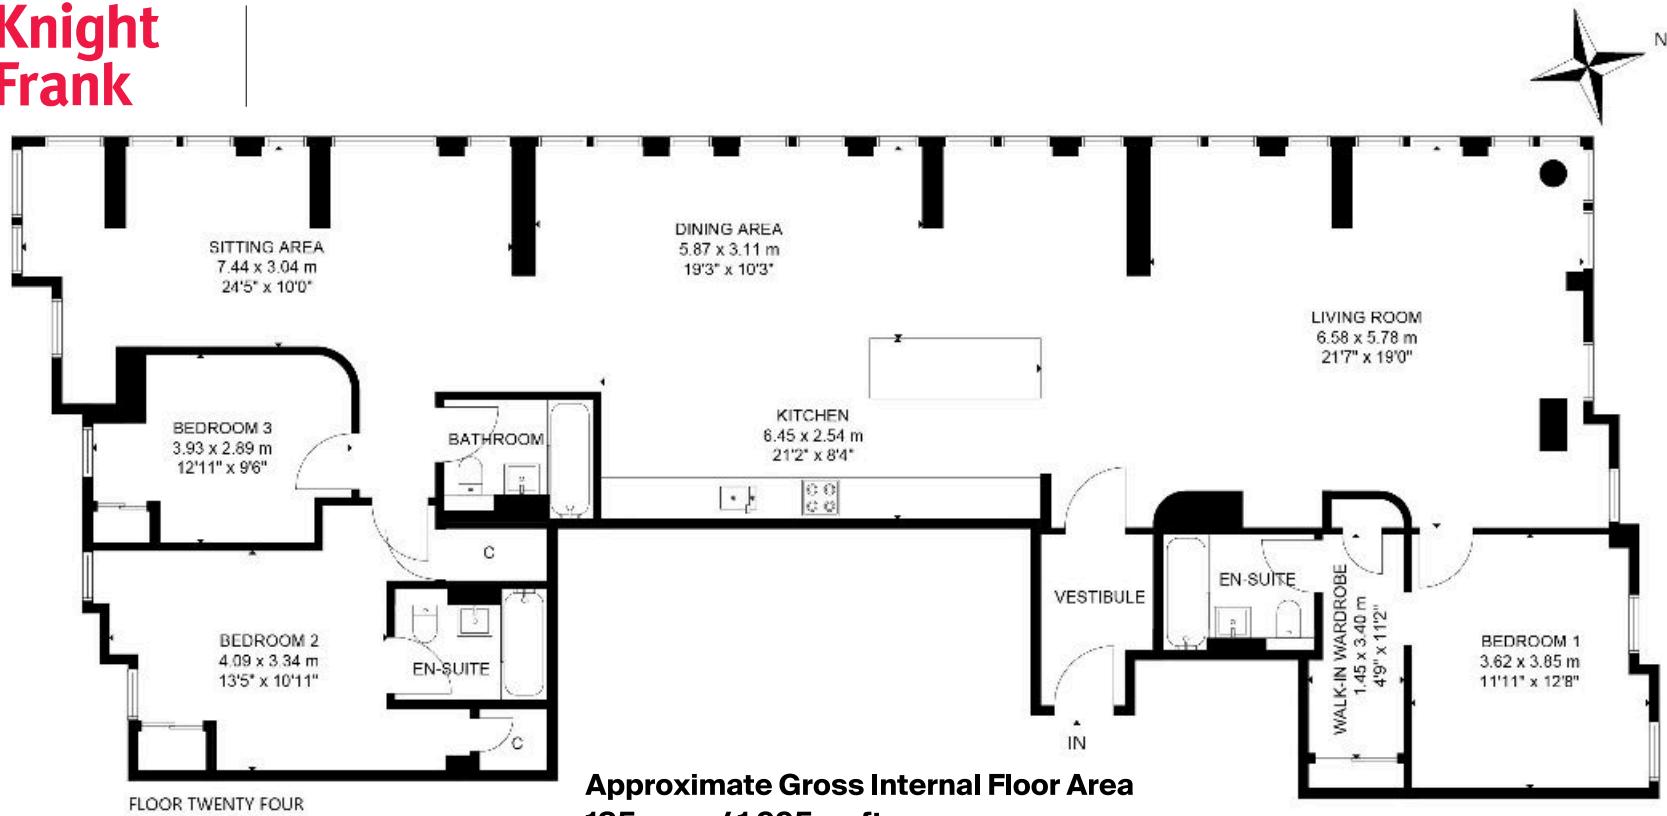 Knight
Frank
N
SITTING AREA
7.44 x 3.04 m
24'5" x 10'0"
DINING AREA
5.87 x 3.11 m
19'3" x 10'3"
LIVING ROOM
6.58 x 5.78 m
21'7" x 19'0"
KITCHEN
6.45 x 2.54 m
21'2" x 8'4"
BEDROOM 3
3.93 x 2.89 m
12'11" x 9'6"
BATHROOM
C
EN-SUITE
VESTIBULE
EN-SUITE
WALK-IN WARDROBE
1.45 x 3.40 m
4'9" x 11'2"
BEDROOM 1
3.62 x 3.85 m
11'11" x 12'8"
BEDROOM 2
4.09 x 3.34 m
13'5" x 10'11"
C
IN
FLOOR TWENTY FOUR
Approximate Gross Internal Floor Area